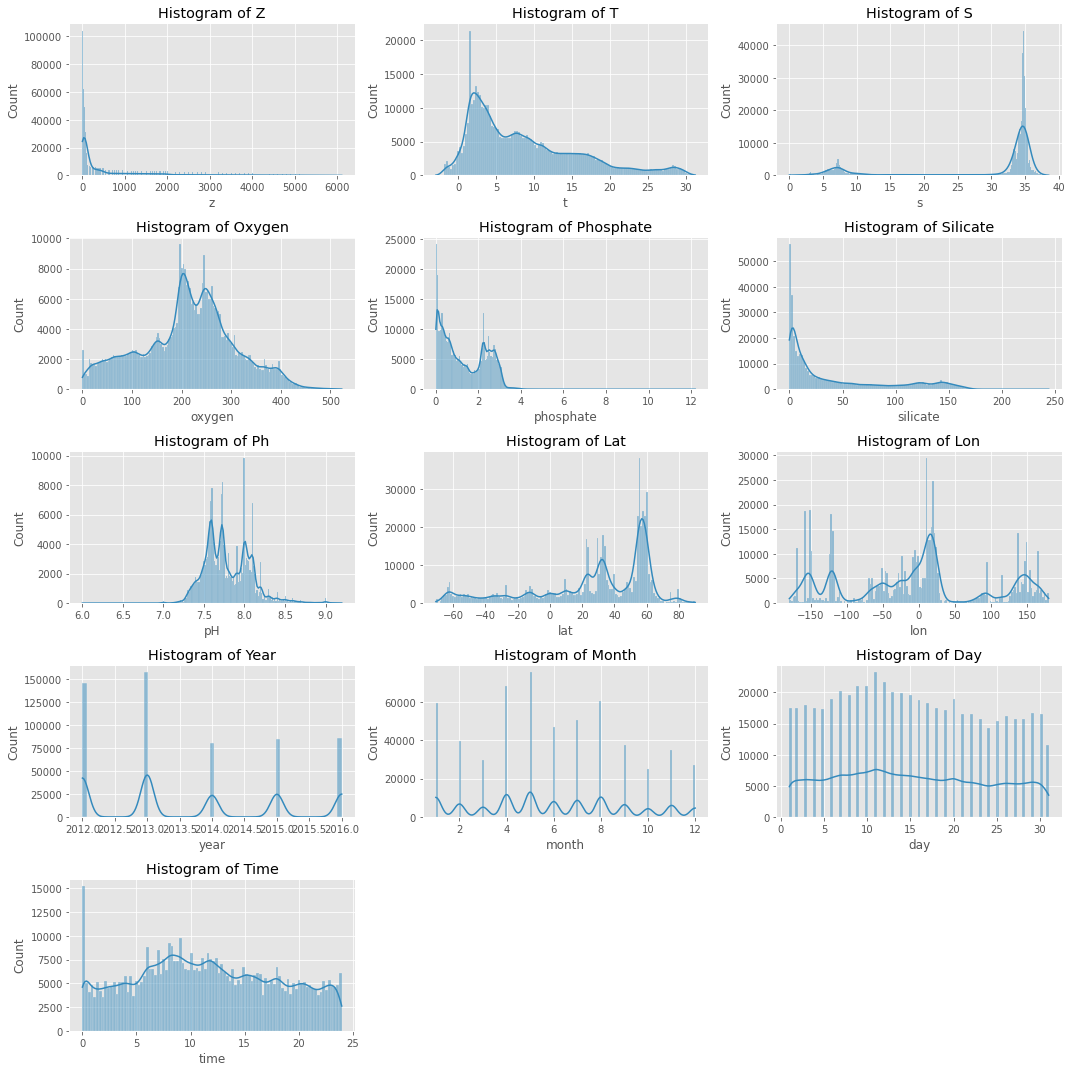 Histogram of Z
Count
100000
80000
60000
40000
20000
0
0 1000 2000 3000 4000 5000 6000
z
Histogram of T
Count
20000
15000
10000
5000
0
0 5 10 15 20 25 30
t
Histogram of S
Count
40000
30000
20000
10000
0
0 5 10 15 20 25 30 35 40
s
Histogram of Oxygen
Count
10000
8000
6000
4000
2000
0
0 100 200 300 400 500
oxygen
Histogram of Phosphate
Count
25000
20000
15000
10000
5000
0
0 2 4 6 8 10 12
phosphate
Histogram of Silicate
Count
50000
40000
30000
20000
10000
0
0 50 100 150 200 250
silicate
Histogram of Ph
Count
10000
8000
6000
4000
2000
0
6.0 6.5 7.0 7.5 8.0 8.5 9.0
pH
Histogram of Lat
Count
30000
20000
10000
0
−60 −40 −20 0 20 40 60 80
lat
Histogram of Lon
Count
30000
25000
20000
15000
10000
5000
0
−150 −100 −50 0 50 100 150
lon
Histogram of Year
Count
150000
125000
100000
75000
50000
25000
0
2012.0 2012.5 2013.0 2013.5 2014.0 2014.5 2015.0 2015.5 2016.0
year
Histogram of Month
Count
60000
40000
20000
0
2 4 6 8 10 12
month
Histogram of Day
Count
20000
15000
10000
5000
0
0 5 10 15 20 25 30
day
Histogram of Time
Count
15000
12500
10000
7500
5000
2500
0
0 5 10 15 20 25
time